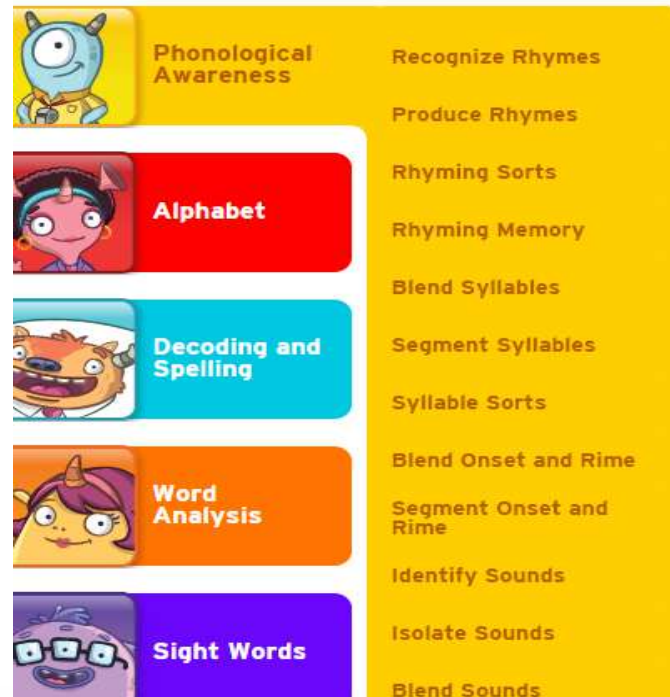 Phonological
Awareness
Alphabet
Decoding and
Spelling
Word
Analysis
Sight Words
Recognize Rhymes
Produce Rhymes
Rhyming Sorts
Rhyming Memory
Blend Syllables
Segment Syllables
Syllable Sorts
Blend Onset and Rime
Segment Onset and
Rime
Identify Sounds
Isolate Sounds
Blend Sounds